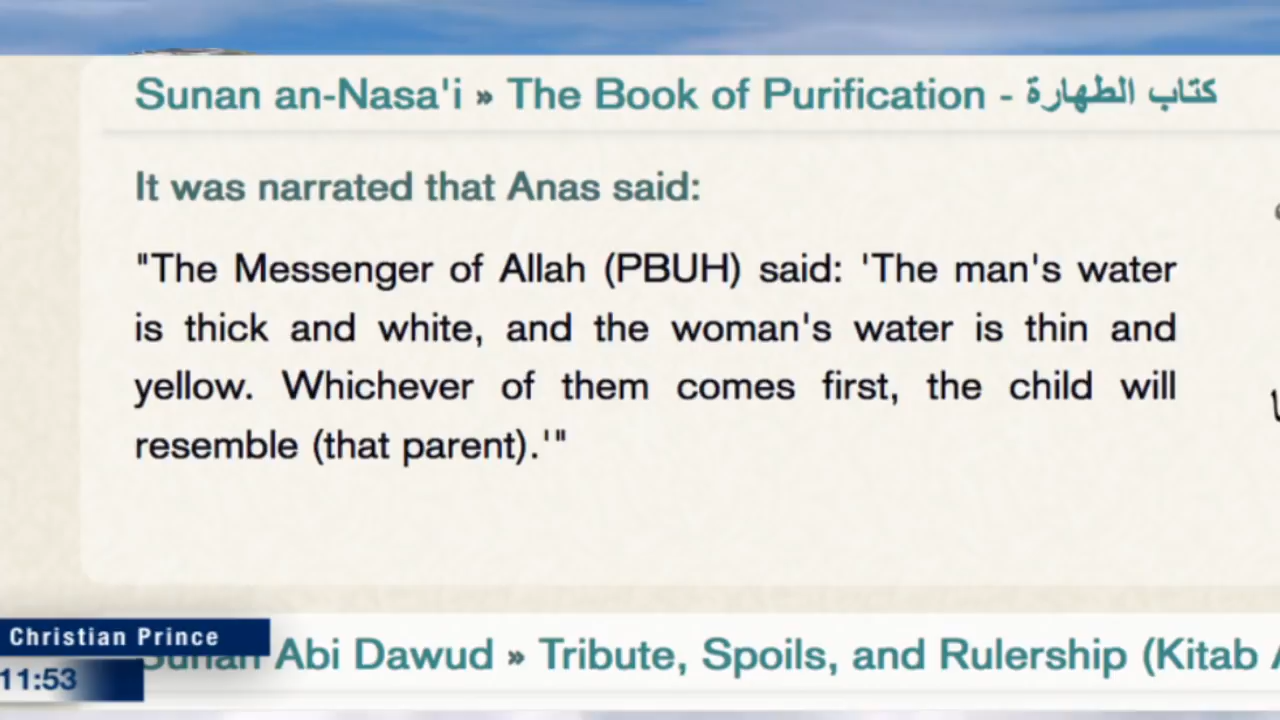 Sunan an-Nasa'i » The Book of Purification - كتاب الطهارة
It was narrated that Anas said:
"The Messenger of Allah (PBUH) said: 'The man's water
is thick and white, and the woman's water is thin and
yellow. Whichever of them comes first, the child will
resemble (that parent).'"
Christian Prince
Sunan Abi Dawud » Tribute, Spoils, and Rulership (Kitab
11:53